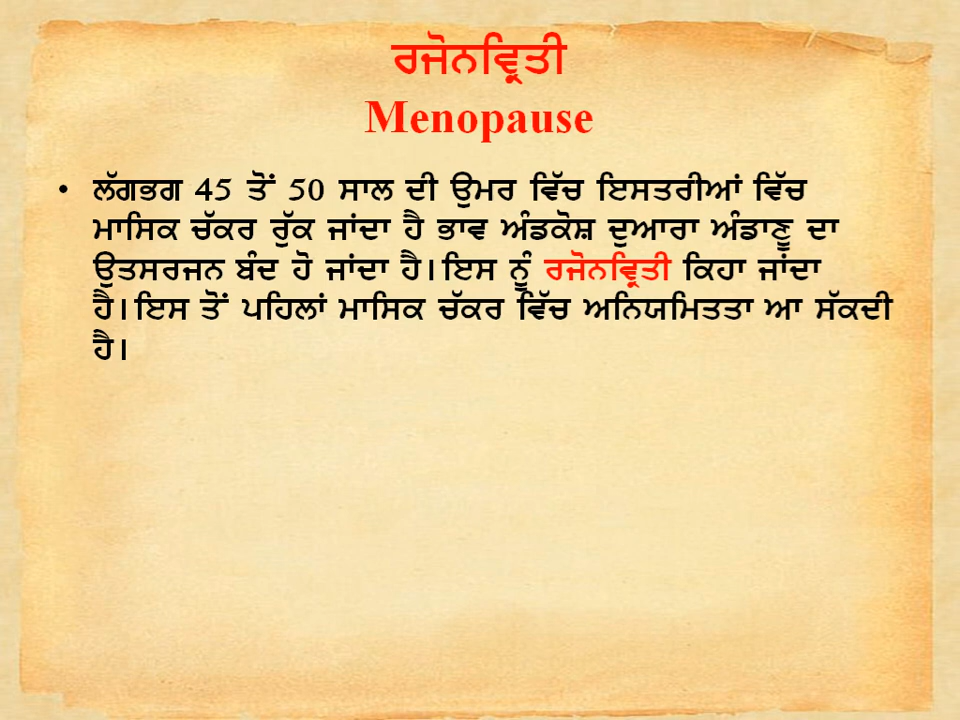 ਰਜੋਨਵ੍ਰਿਤੀ
Menopause
• ਲੱਗਭਗ 45 ਤੋਂ 50 ਸਾਲ ਦੀ ਉਮਰ ਵਿੱਚ ਇਸਤਰੀਆਂ ਵਿੱਚ
ਮਾਸਿਕ ਚੱਕਰ ਰੁੱਕ ਜਾਂਦਾ ਹੈ ਭਾਵ ਅੰਡਕੋਸ਼ ਦੁਆਰਾ ਅੰਡਾਣੂ ਦਾ
ਉਤਸਰਜਨ ਬੰਦ ਹੋ ਜਾਂਦਾ ਹੈ। ਇਸ ਨੂੰ ਰਜੋਨਵ੍ਰਿਤੀ ਕਿਹਾ ਜਾਂਦਾ
ਹੈ। ਇਸ ਤੋਂ ਪਹਿਲਾਂ ਮਾਸਿਕ ਚੱਕਰ ਵਿੱਚ ਅਨਿਯਮਿਤਤਾ ਆ ਸੱਕਦੀ
ਹੈ।